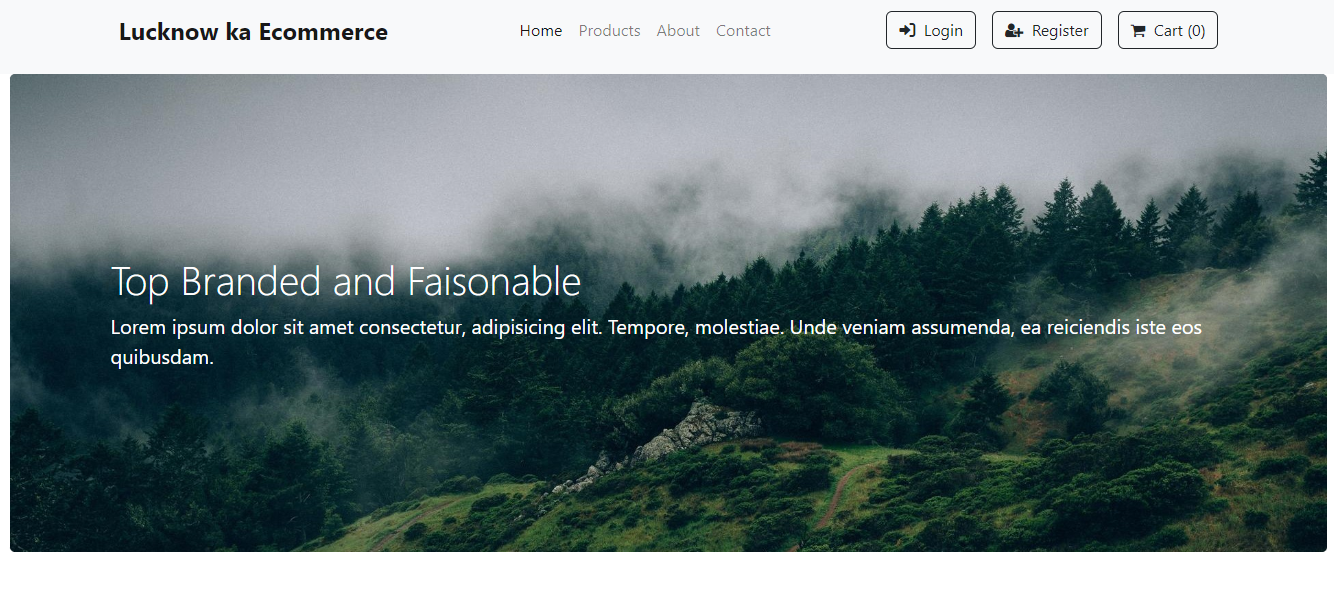 Lucknow ka Ecommerce Home Products About Contact Login Register Cart (0)
Top Branded and Faisonable
Lorem ipsum dolor sit amet consectetur, adipisicing elit. Tempore, molestiae. Unde veniam assumenda, ea reiciendis iste eos
quibusdam.